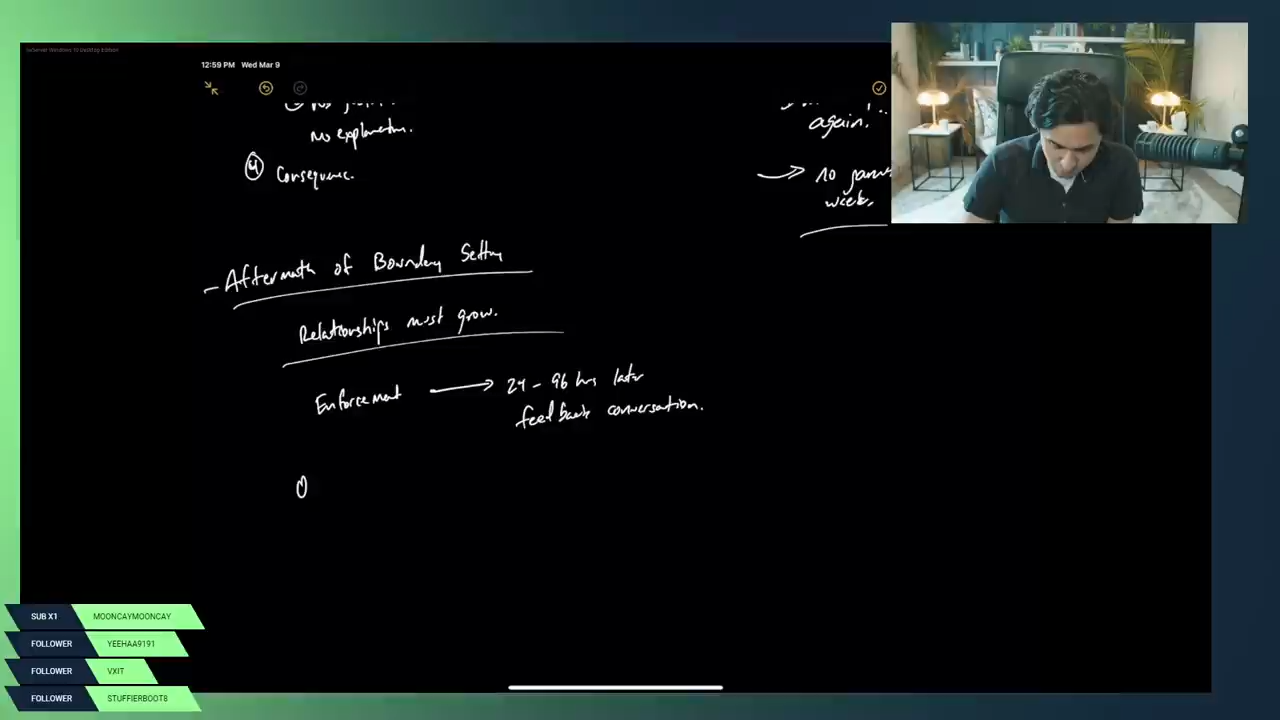 12:59 PM Wed Mar 9
No explanation.
again!
④ Consequence.
→ 10
week,
- Aftermath of Boundary Setting
Relationships must grow.
Enforcement → 24 - 96 hrs later
feedback conversation.
SUB X1 MOONCAYMOONCAY
FOLLOWER YEEHAA9191
FOLLOWER VXIT
FOLLOWER STUFFIERBOOT8